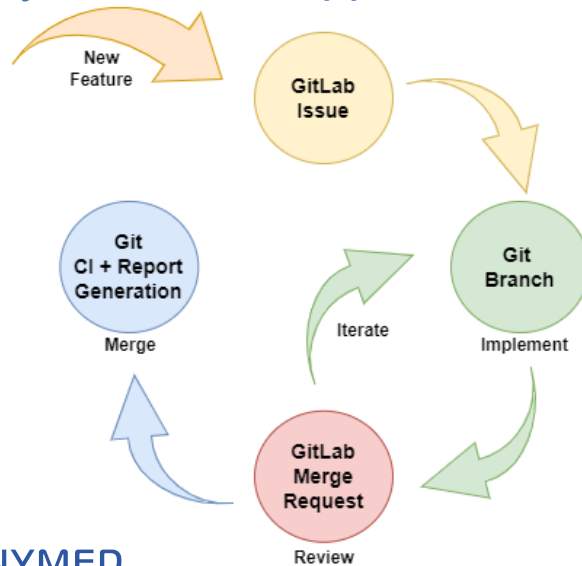 New
Feature
GitLab
Issue
Git
CI + Report
Generation
Merge
Git
Branch
Implement
Iterate
GitLab
Merge
Request
Review